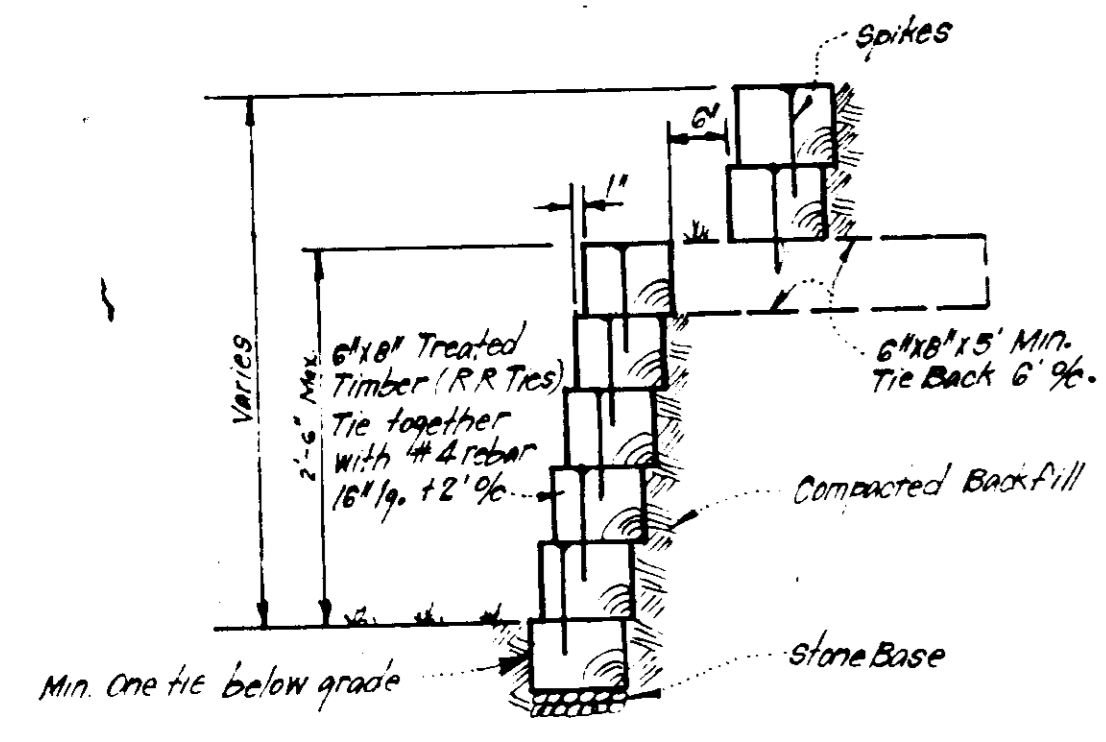 Spikes
6"
1"
Varies
2'-6" Max.
6"x8" Treated
Timber (RR Ties)
Tie together
with #4 rebar
16" lg. + 2' o/c
6"x8"x5' Min.
Tie Back 6' o/c.
Compacted Backfill
Stone Base
Min. One tie below grade